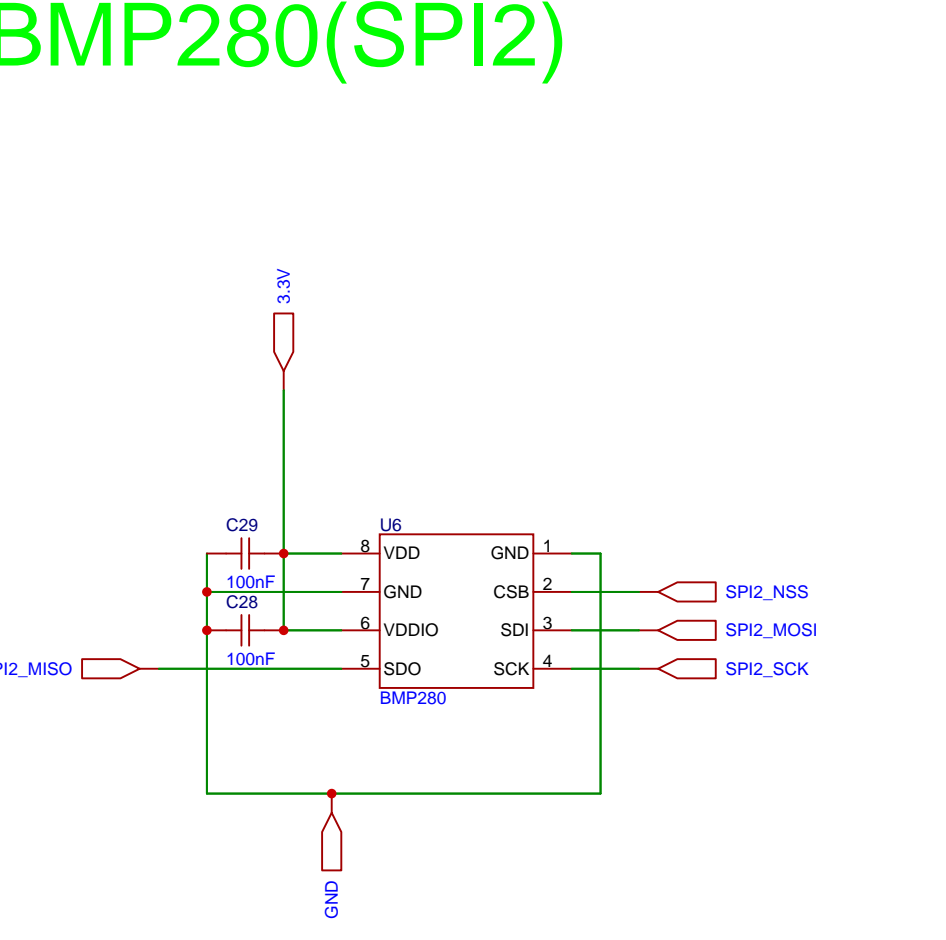 BMP280(SPI2)
3.3V
C29
100nF
C28
100nF
U6
8 VDD
7 GND
6 VDDIO
5 SDO
GND 1
CSB 2
SDI 3
SCK 4
BMP280
SPI2_NSS
SPI2_MOSI
SPI2_SCK
PI2_MISO
GND